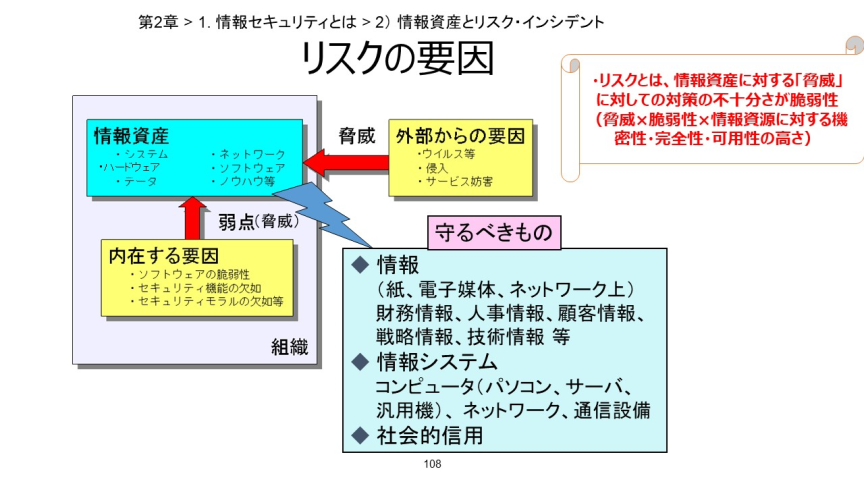 第2章 > 1. 情報セキュリティとは > 2） 情報資産とリスク・インシデント
リスクの要因
・リスクとは、情報資産に対する「脅威」
に対しての対策の不十分さが脆弱性
（脅威×脆弱性×情報資源に対する機
密性・完全性・可用性の高さ）
情報資産
・システム
・ハードウェア
・データ
・ネットワーク
・ソフトウェア
・ノウハウ等
脅威
外部からの要因
・ウイルス等
・侵入
・サービス妨害
弱点(脅威)
内在する要因
・ソフトウェアの脆弱性
・セキュリティ機能の欠如
・セキュリティモラルの欠如等
組織
守るべきもの
◆ 情報
（紙、電子媒体、ネットワーク上）
財務情報、人事情報、顧客情報、
戦略情報、技術情報 等
◆ 情報システム
コンピュータ（パソコン、サーバ、
汎用機）、ネットワーク、通信設備
◆ 社会的信用
108